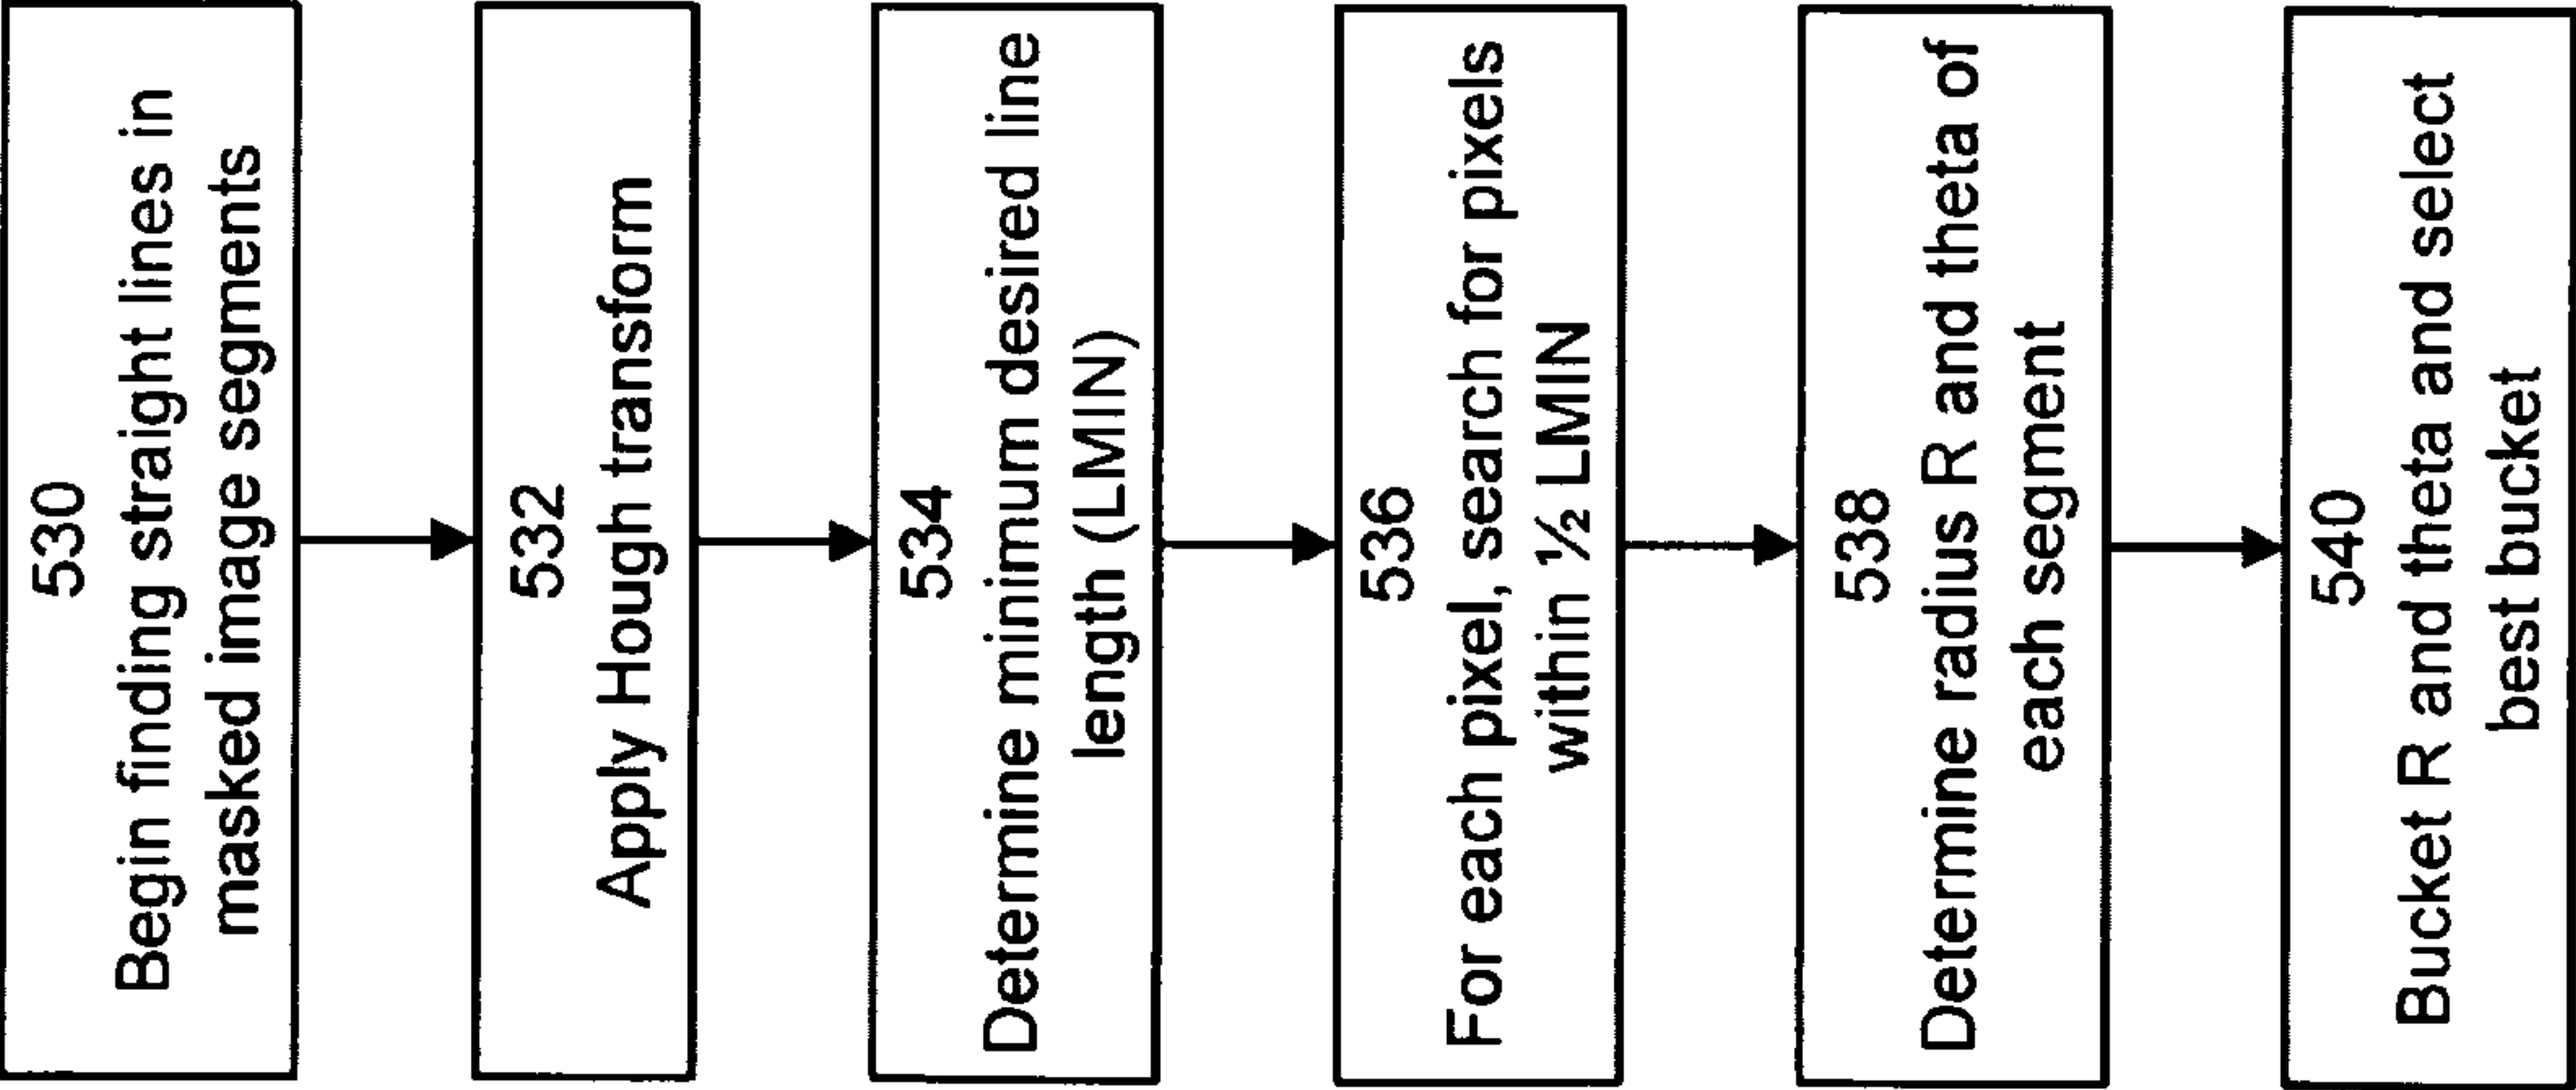 530
Begin finding straight lines in
masked image segments
532
Apply Hough transform
534
Determine minimum desired line
length (LMIN)
536
For each pixel, search for pixels
within ½ LMIN
538
Determine radius R and theta of
each segment
540
Bucket R and theta and select
best bucket